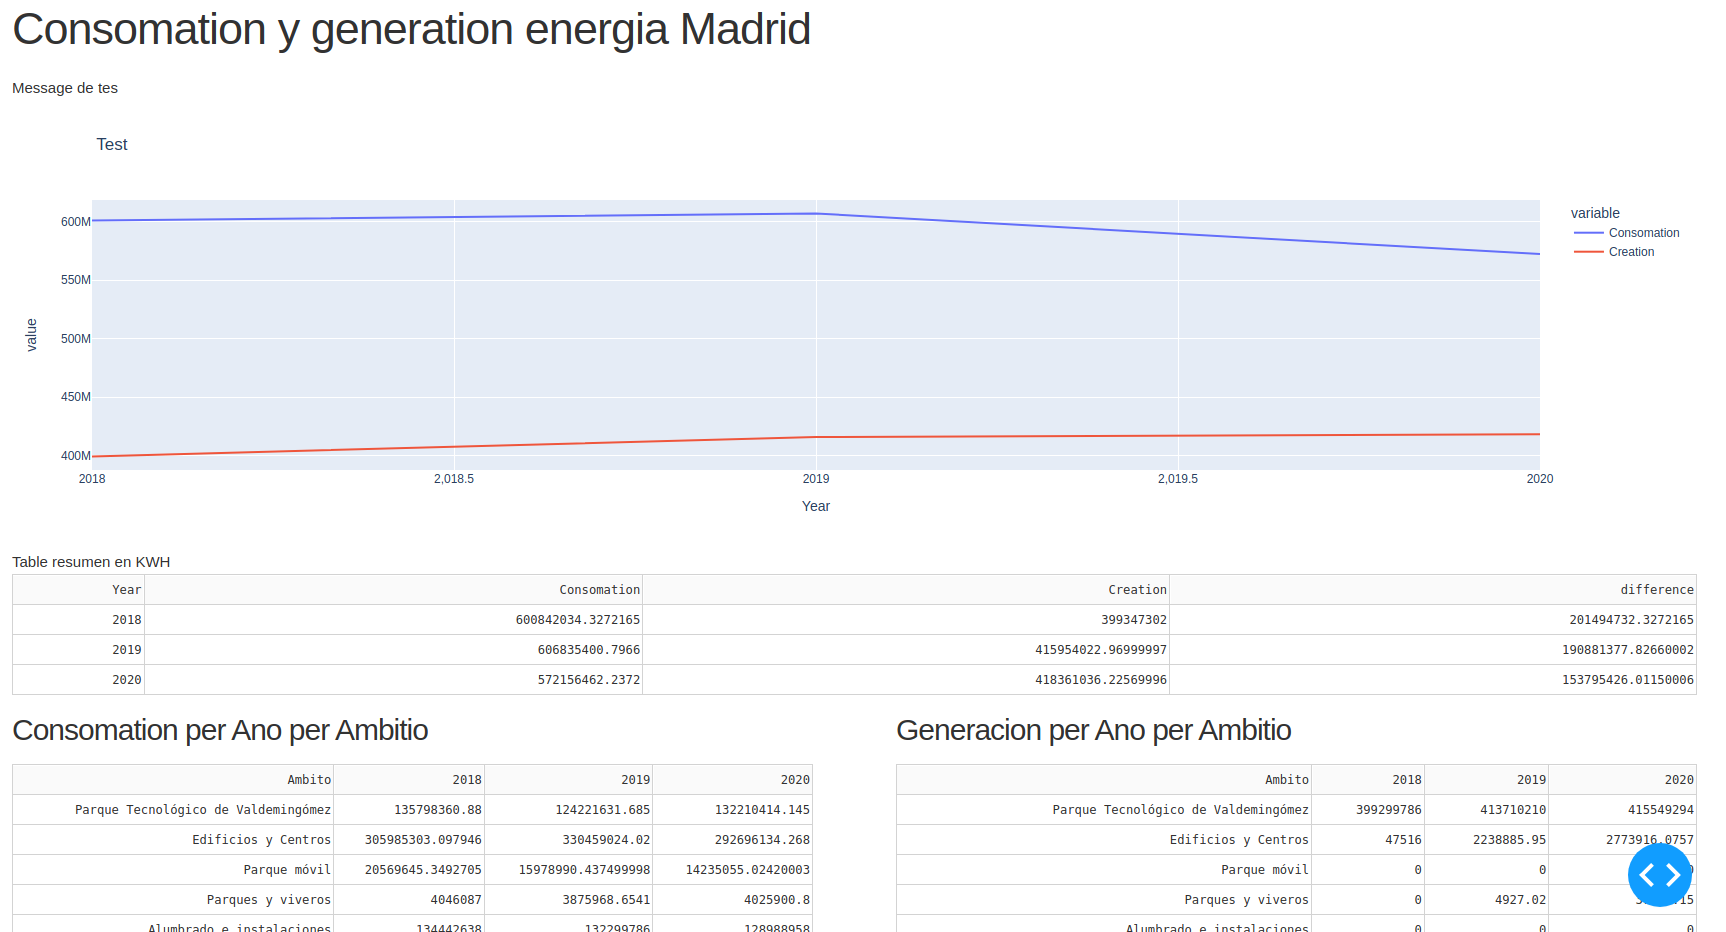 Consomation y generation energia Madrid
Message de tes
Test
600M
550M
500M
450M
400M
value
2018 2,018.5 2019 2,019.5 2020
Year
variable
Consomation
Creation
Table resumen en KWH
Year Consomation Creation difference
2018 600842034.3272165 399347302 201494732.3272165
2019 606835400.7966 415954022.96999997 190881377.82660002
2020 572156462.2372 418361036.22569996 153795426.01150006
Consomation per Ano per Ambitio
Ambito 2018 2019 2020
Parque Tecnológico de Valdemingómez 135798360.88 124221631.685 132210414.145
Edificios y Centros 305985303.097946 330459024.02 292696134.268
Parque móvil 20569645.3492705 15978990.437499998 14235055.02420003
Parques y viveros 4046087 3875968.6541 4025900.8
Alumbrado e instalaciones 134442638 132299786 128988958
Generacion per Ano per Ambitio
Ambito 2018 2019 2020
Parque Tecnológico de Valdemingómez 399299786 413710210 415549294
Edificios y Centros 47516 2238885.95 2773916.0757
Parque móvil 0 0
Parques y viveros 0 4927.02
Alumbrado e instalaciones 0 0 0